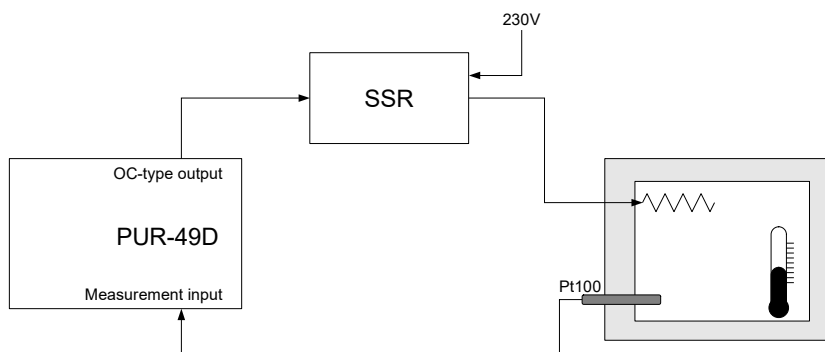 230V
SSR
OC-type output
PUR-49D
Measurement input
Pt100